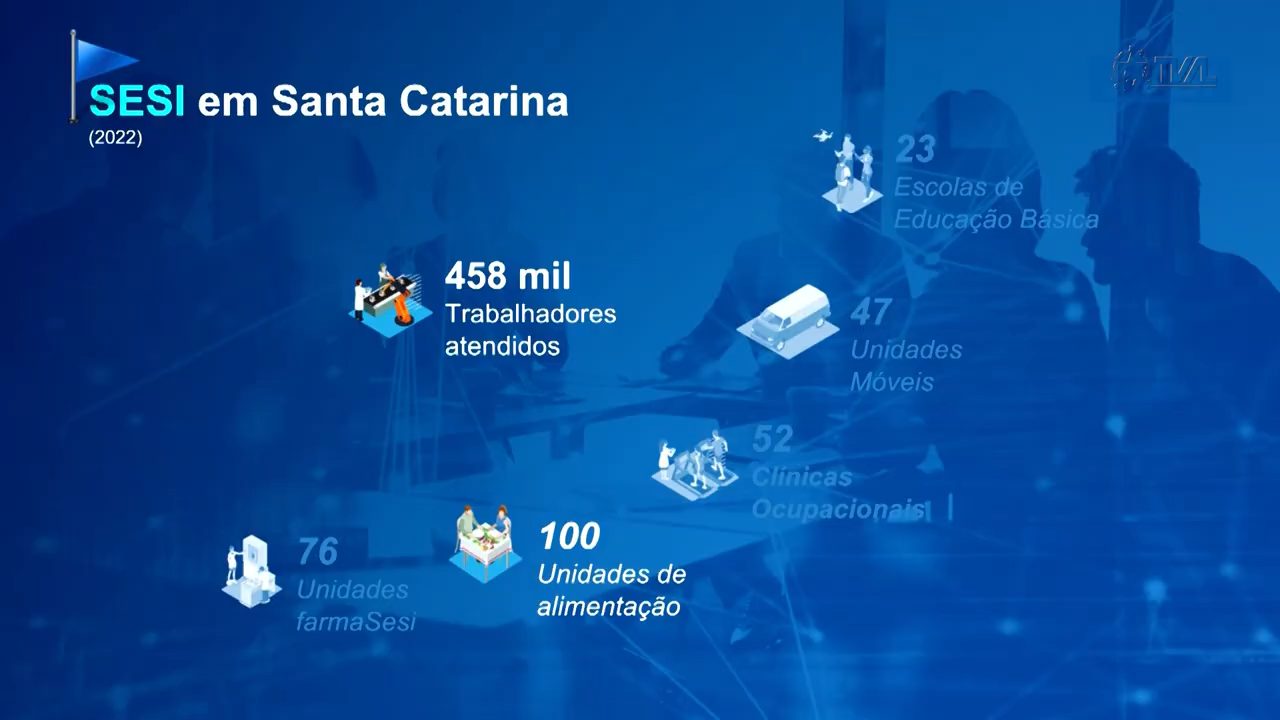 SESI em Santa Catarina
(2022)
TVAL
23
Escolas de
Educação Básica
458 mil
Trabalhadores
atendidos
47
Unidades
Móveis
52
Clínicas
Ocupacionais
76
Unidades
farmaSesi
100
Unidades de
alimentação